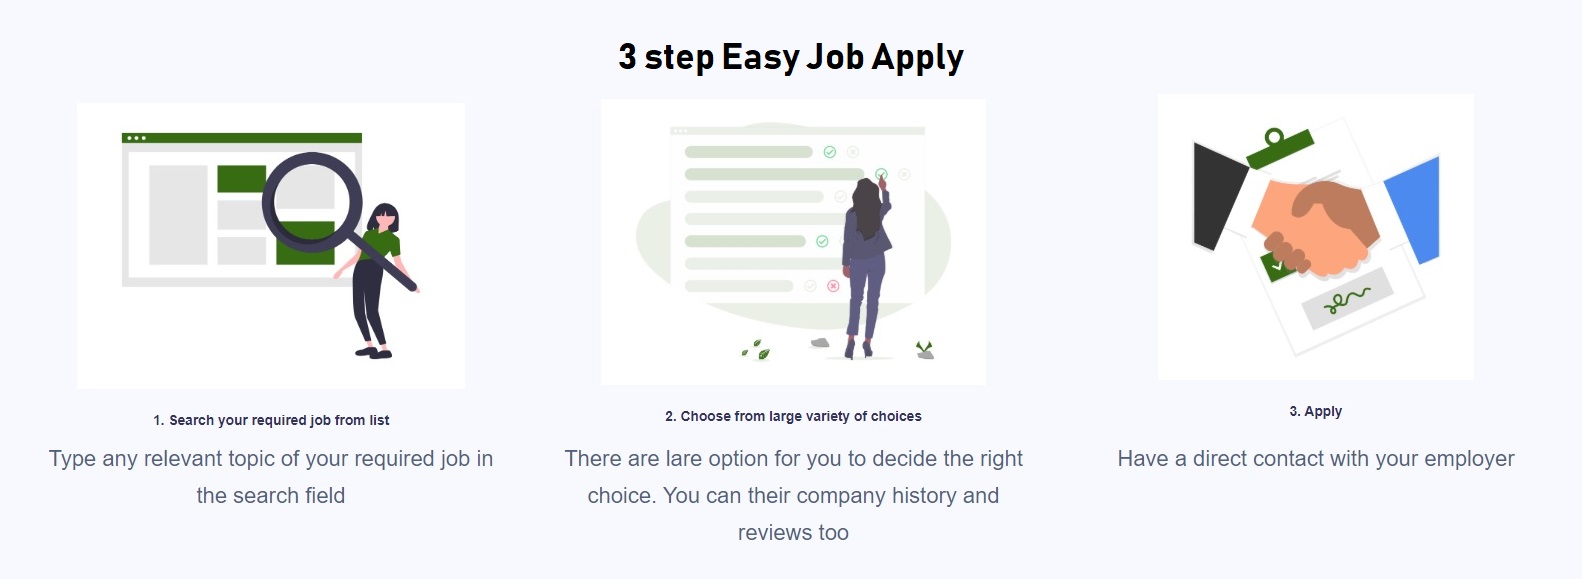 3 step Easy Job Apply
1. Search your required job from list
Type any relevant topic of your required job in
the search field
2. Choose from large variety of choices
There are lare option for you to decide the right
choice. You can their company history and
reviews too
3. Apply
Have a direct contact with your employer